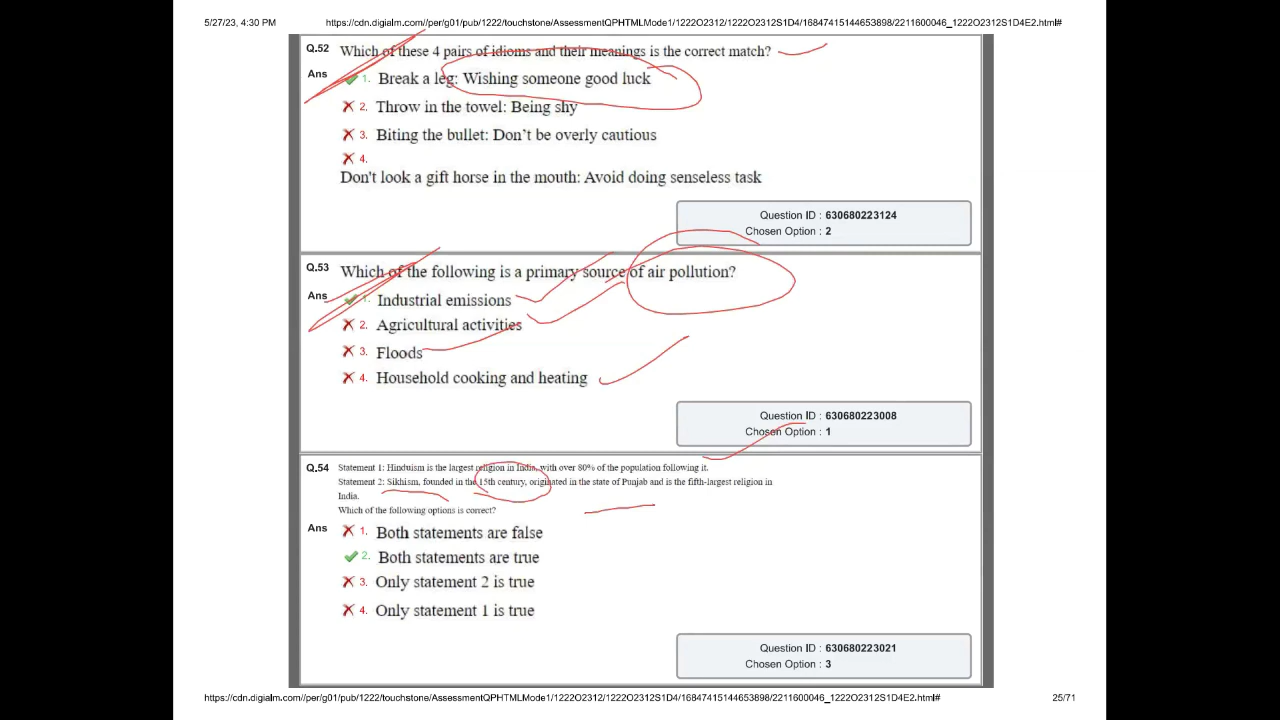 5/27/23, 4:30 PM https://cdn.digialm.com//per/g01/pub/1222/touchstone/AssessmentQPHTMLMode1/1222O2312/1222O2312S1D4/16847415144653898/2211600046_1222O2312S1D4E2.html#
Q.52 Which of these 4 pairs of idioms and their meanings is the correct match?
Ans 1. Break a leg: Wishing someone good luck
2. Throw in the towel: Being shy
3. Biting the bullet: Don't be overly cautious
4.
Don't look a gift horse in the mouth: Avoid doing senseless task
Question ID : 630680223124
Chosen Option : 2
Q.53 Which of the following is a primary source of air pollution?
Ans 1. Industrial emissions
2. Agricultural activities
3. Floods
4. Household cooking and heating
Question ID : 630680223008
Chosen Option : 1
Q.54 Statement 1: Hinduism is the largest religion in India, with over 80% of the population following it.
Statement 2: Sikhism, founded in the 15th century, originated in the state of Punjab and is the fifth-largest religion in
India.
Which of the following options is correct?
Ans 1. Both statements are false
2. Both statements are true
3. Only statement 2 is true
4. Only statement 1 is true
Question ID : 630680223021
Chosen Option : 3
https://cdn.digialm.com//per/g01/pub/1222/touchstone/AssessmentQPHTMLMode1/1222O2312/1222O2312S1D4/16847415144653898/2211600046_1222O2312S1D4E2.html# 25/71